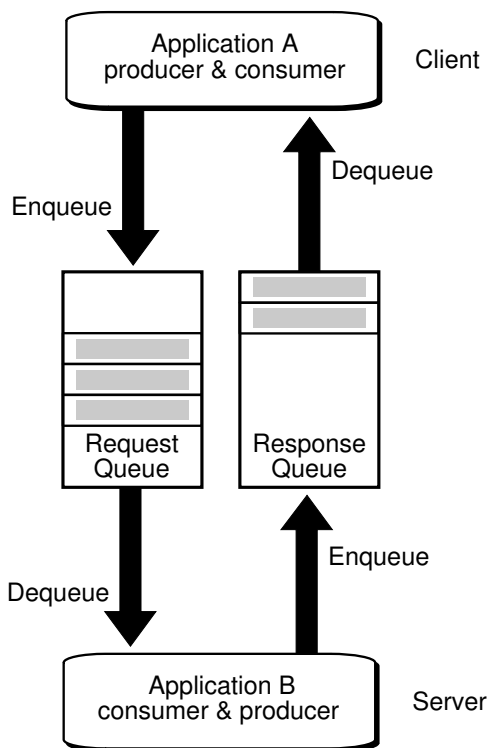 Application A
producer & consumer
Client
Dequeue
Enqueue
Request
Queue
Response
Queue
Enqueue
Dequeue
Application B
consumer & producer
Server